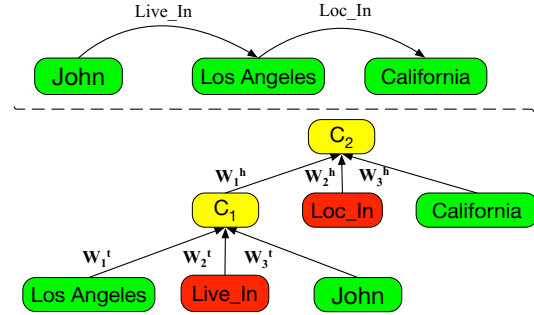 Live_In Loc_In
John Los Angeles California
C₂
W₁ʰ W₂ʰ W₃ʰ
C₁ Loc_In California
W₁ᵗ W₂ᵗ W₃ᵗ
Los Angeles Live_In John